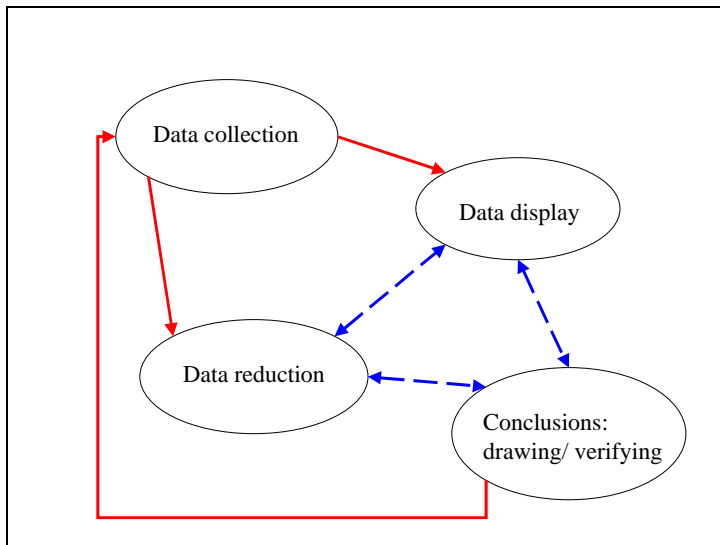 Data collection
Data display
Data reduction
Conclusions:
drawing/ verifying